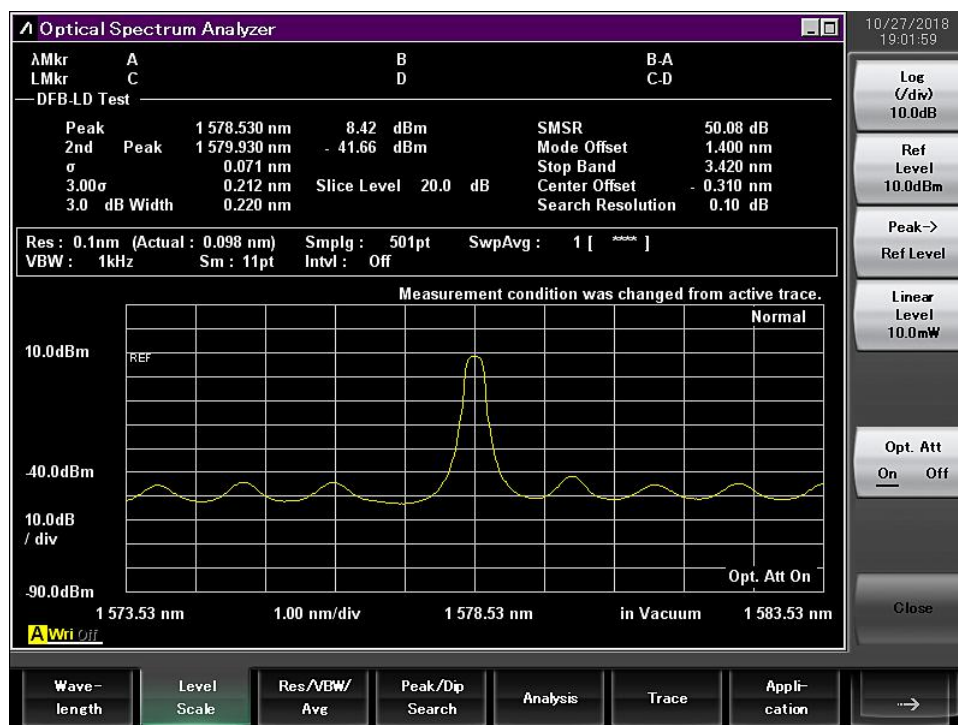 Optical Spectrum Analyzer
10/27/2018
19:01:59
λMkr A B B-A
LMkr C D C-D
DFB-LD Test
Peak 1 578.530 nm 8.42 dBm SMSR 50.08 dB
2nd Peak 1 579.930 nm - 41.66 dBm Mode Offset 1.400 nm
σ 0.071 nm Stop Band 3.420 nm
3.00σ 0.212 nm Slice Level 20.0 dB Center Offset - 0.310 nm
3.0 dB Width 0.220 nm Search Resolution 0.10 dB
Res : 0.1nm (Actual : 0.098 nm) Smplg : 501pt SwpAvg : 1 [ **** ]
VBW : 1kHz Sm : 11pt Intvl : Off
Measurement condition was changed from active trace.
Normal
10.0dBm
REF
-40.0dBm
10.0dB
/ div
-90.0dBm
Opt. Att On
1 573.53 nm 1.00 nm/div 1 578.53 nm in Vacuum 1 583.53 nm
A Wri Off
Log
(/div)
10.0dB
Ref
Level
10.0dBm
Peak->
Ref Level
Linear
Level
10.0mW
Opt. Att
On Off
Close
Wave-
length
Level
Scale
Res/VBW/
Avg
Peak/Dip
Search
Analysis
Trace
Appli-
cation